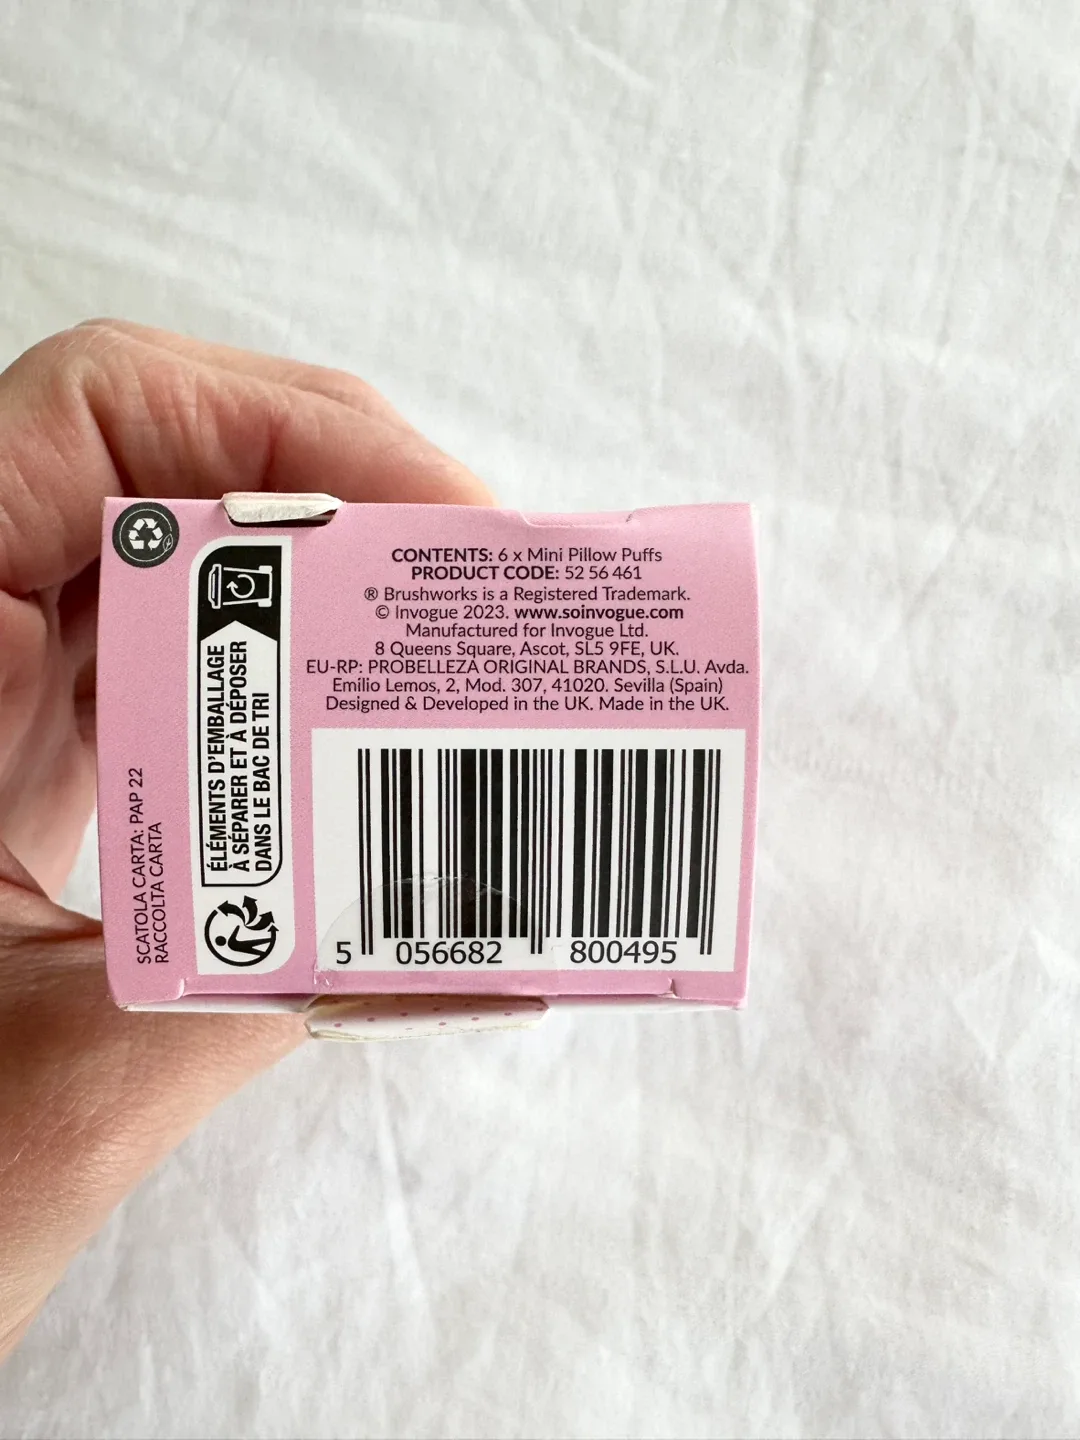 CONTENTS: 6 x Mini Pillow Puffs
PRODUCT CODE: 52 56 461
® Brushworks is a Registered Trademark.
© Invogue 2023. www.soinvogue.com
Manufactured for Invogue Ltd.
8 Queens Square, Ascot, SL5 9FE, UK.
EU-RP: PROBELLEZA ORIGINAL BRANDS, S.L.U. Avda.
Emilio Lemos, 2, Mod. 307, 41020. Sevilla (Spain)
Designed & Developed in the UK. Made in the UK.
ÉLÉMENTS D'EMBALLAGE
À SÉPARER ET À DÉPOSER
DANS LE BAC DE TRI
SCATOLA CARTA: PAP 22
RACCOLTA CARTA
5 056682 800495